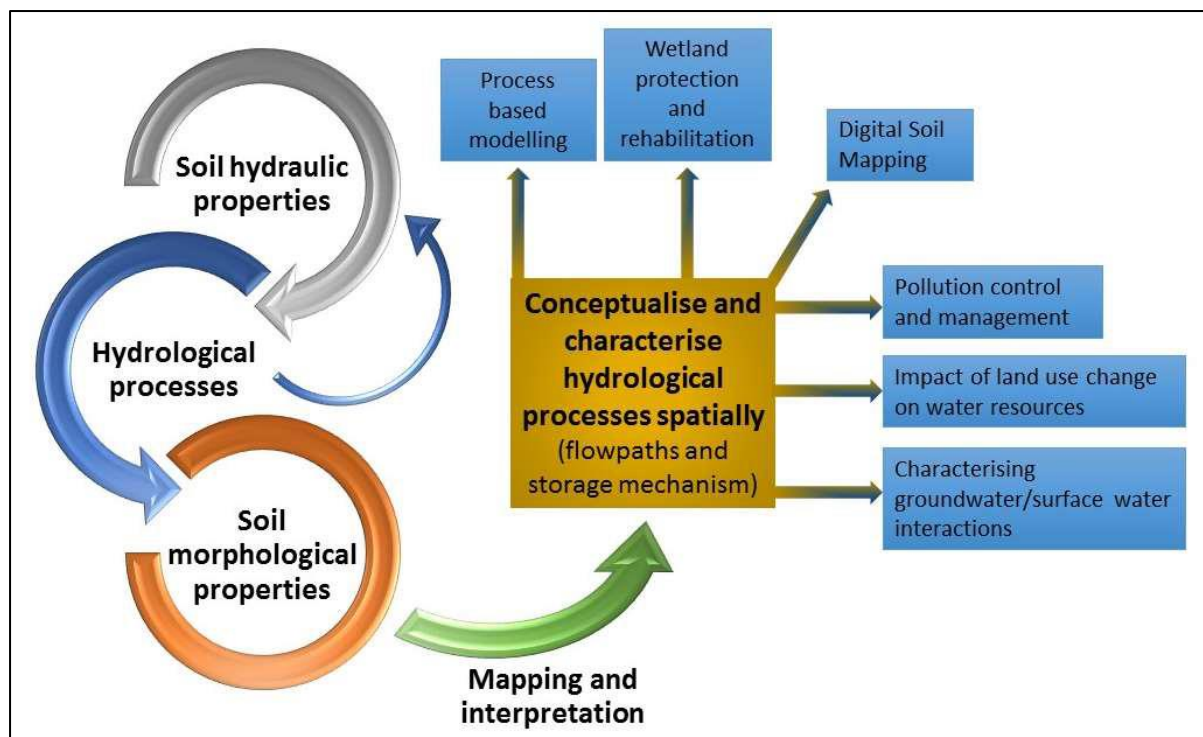 Soil hydraulic
properties
Hydrological
processes
Soil
morphological
properties
Mapping and
interpretation
Conceptualise and
characterise
hydrological
processes spatially
(flowpaths and
storage mechanism)
Process
based
modelling
Wetland
protection
and
rehabilitation
Digital Soil
Mapping
Pollution control
and management
Impact of land use change
on water resources
Characterising
groundwater/surface water
interactions